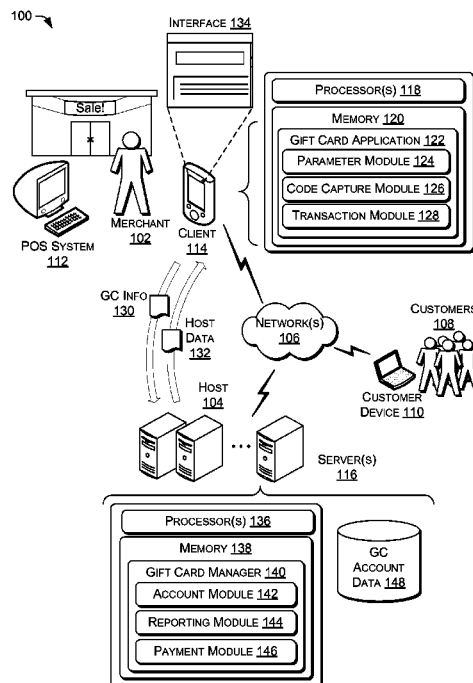 100
INTERFACE 134
Sale!
PROCESSOR(S) 118
MEMORY 120
GIFT CARD APPLICATION 122
PARAMETER MODULE 124
CODE CAPTURE MODULE 126
TRANSACTION MODULE 128
POS SYSTEM
112
MERCHANT
102
CLIENT
114
GC INFO
130
HOST
DATA
132
NETWORK(S)
106
CUSTOMERS
108
CUSTOMER
DEVICE 110
HOST
104
...
SERVER(S)
116
PROCESSOR(S) 136
MEMORY 138
GIFT CARD MANAGER 140
ACCOUNT MODULE 142
REPORTING MODULE 144
PAYMENT MODULE 146
GC
ACCOUNT
DATA 148